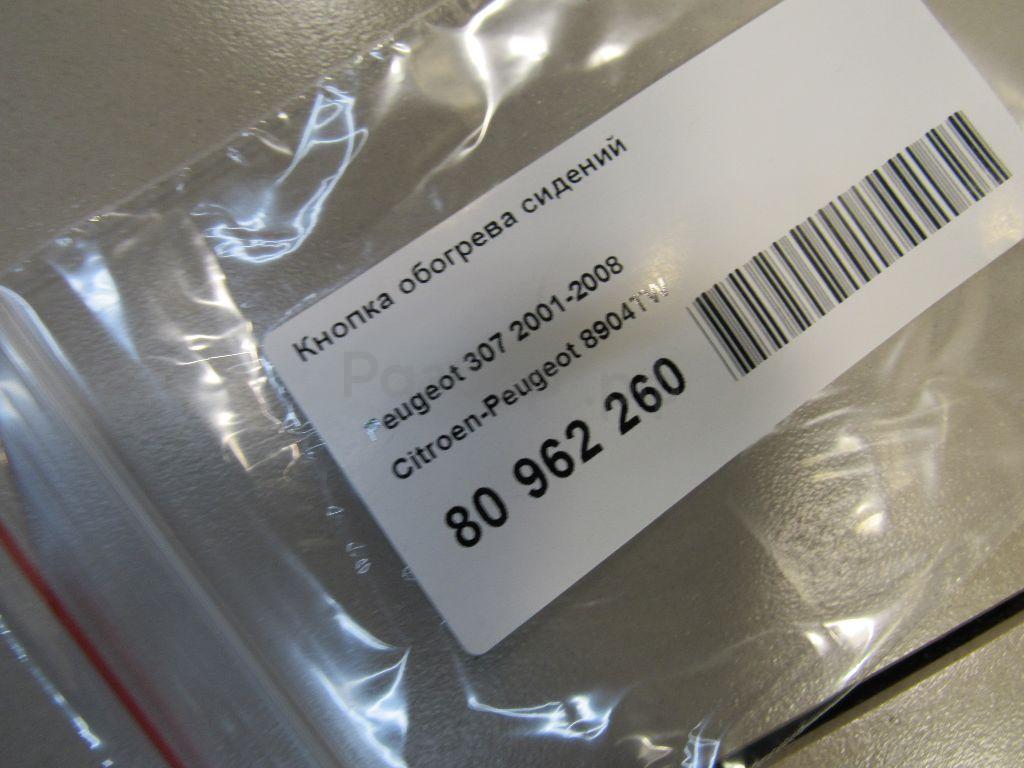 Кнопка обогрева сидений
Peugeot 307 2001-2008
Citroen-Peugeot 8904TW
80 962 260